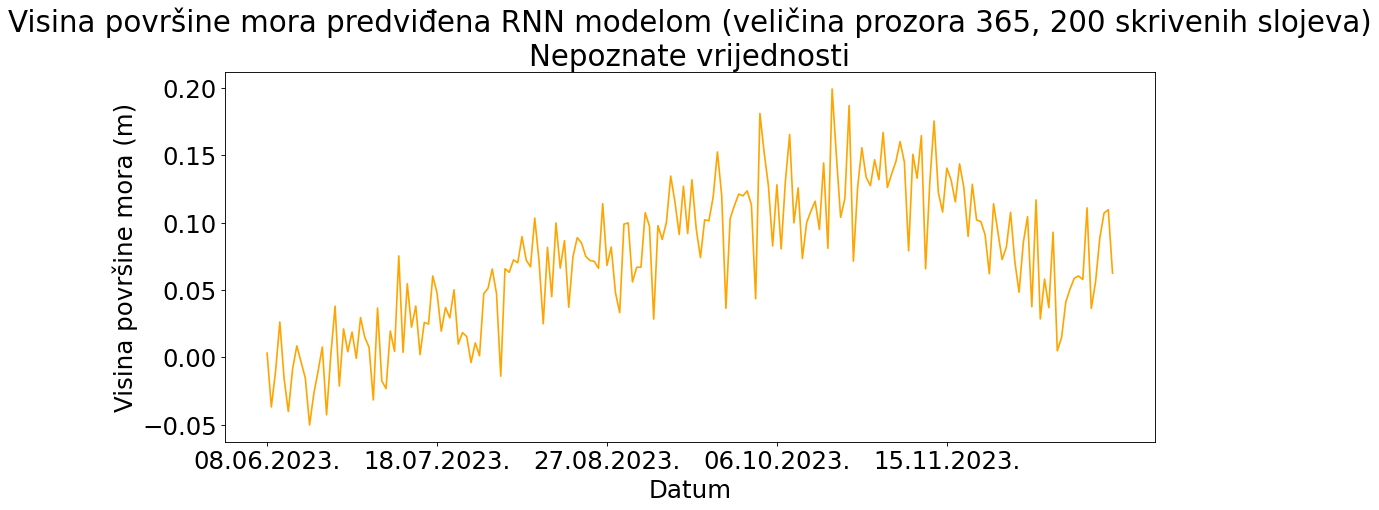 Visina površine mora predviđena RNN modelom (veličina prozora 365, 200 skrivenih slojeva)
Nepoznate vrijednosti
Visina površine mora (m)
0.20
0.15
0.10
0.05
0.00
−0.05
08.06.2023. 18.07.2023. 27.08.2023. 06.10.2023. 15.11.2023.
Datum